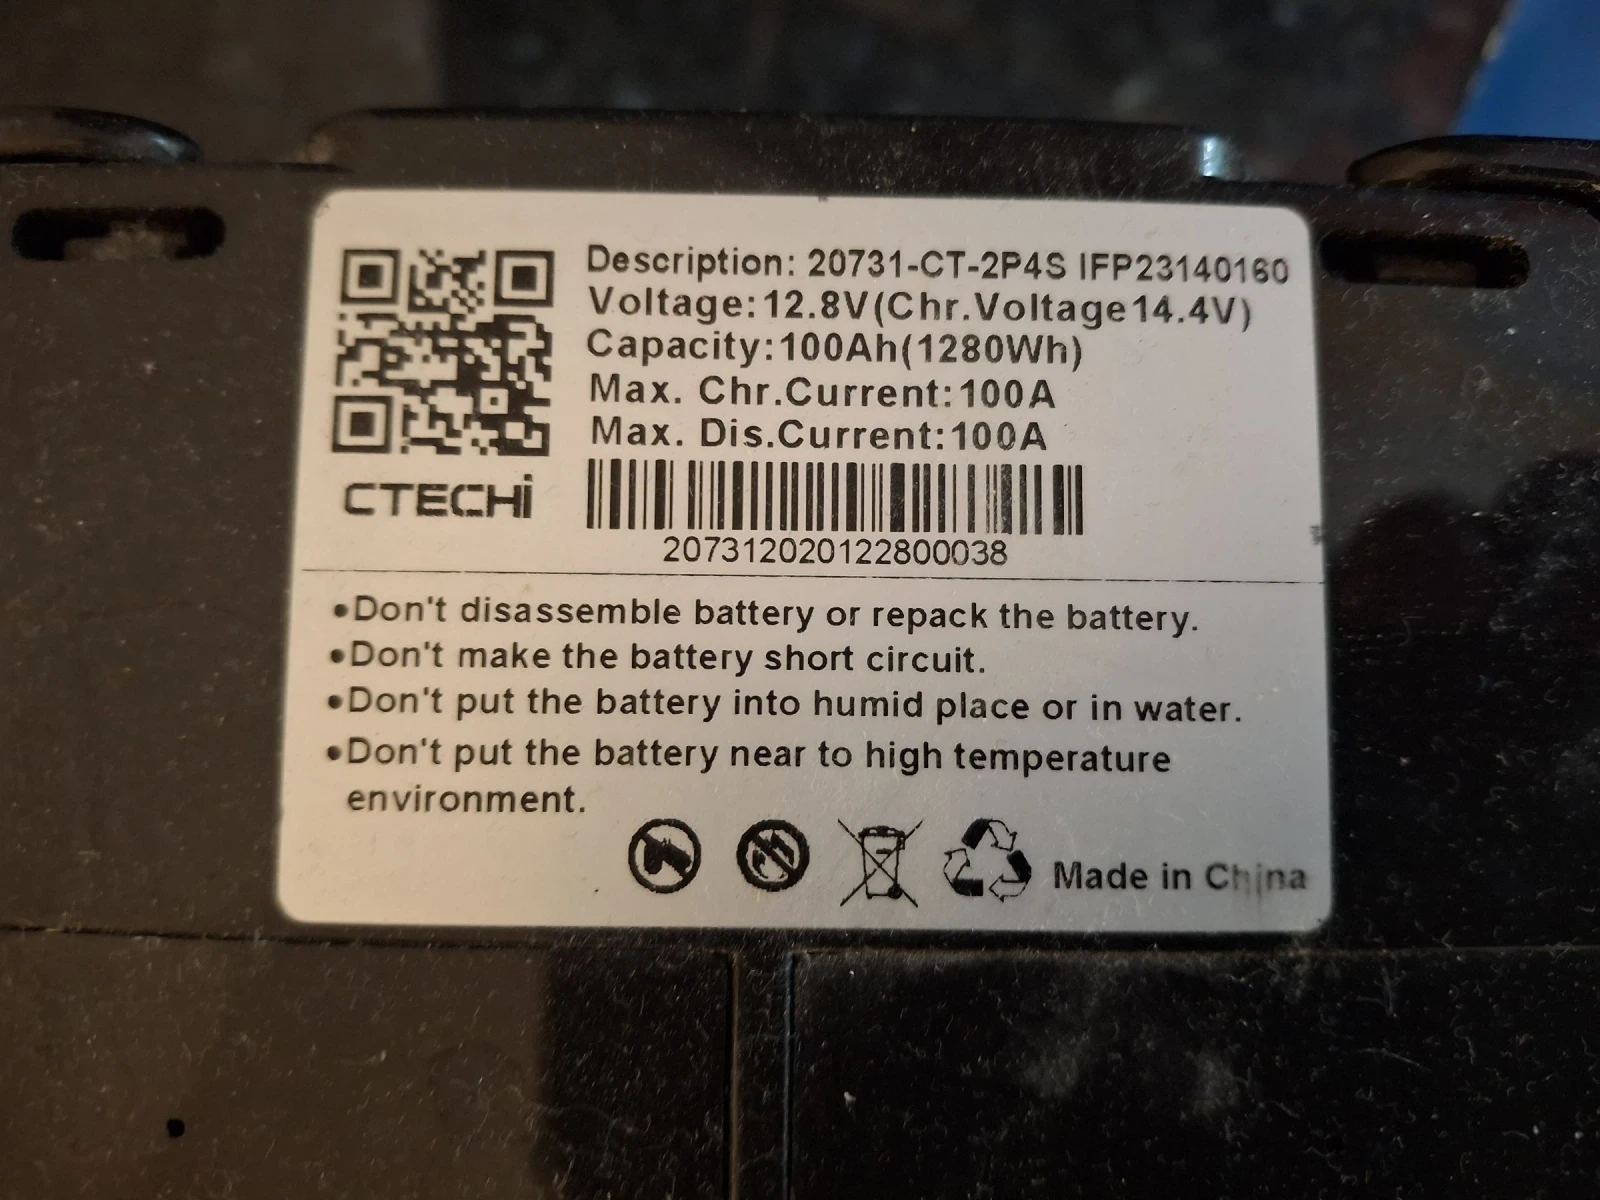 Description: 20731-CT-2P4S IFP23140160
Voltage:12.8V(Chr.Voltage14.4V)
Capacity:100Ah(1280Wh)
Max. Chr.Current:100A
Max. Dis.Current:100A
CTECHi
207312020122800038
•Don't disassemble battery or repack the battery.
•Don't make the battery short circuit.
•Don't put the battery into humid place or in water.
•Don't put the battery near to high temperature
environment.
Made in China